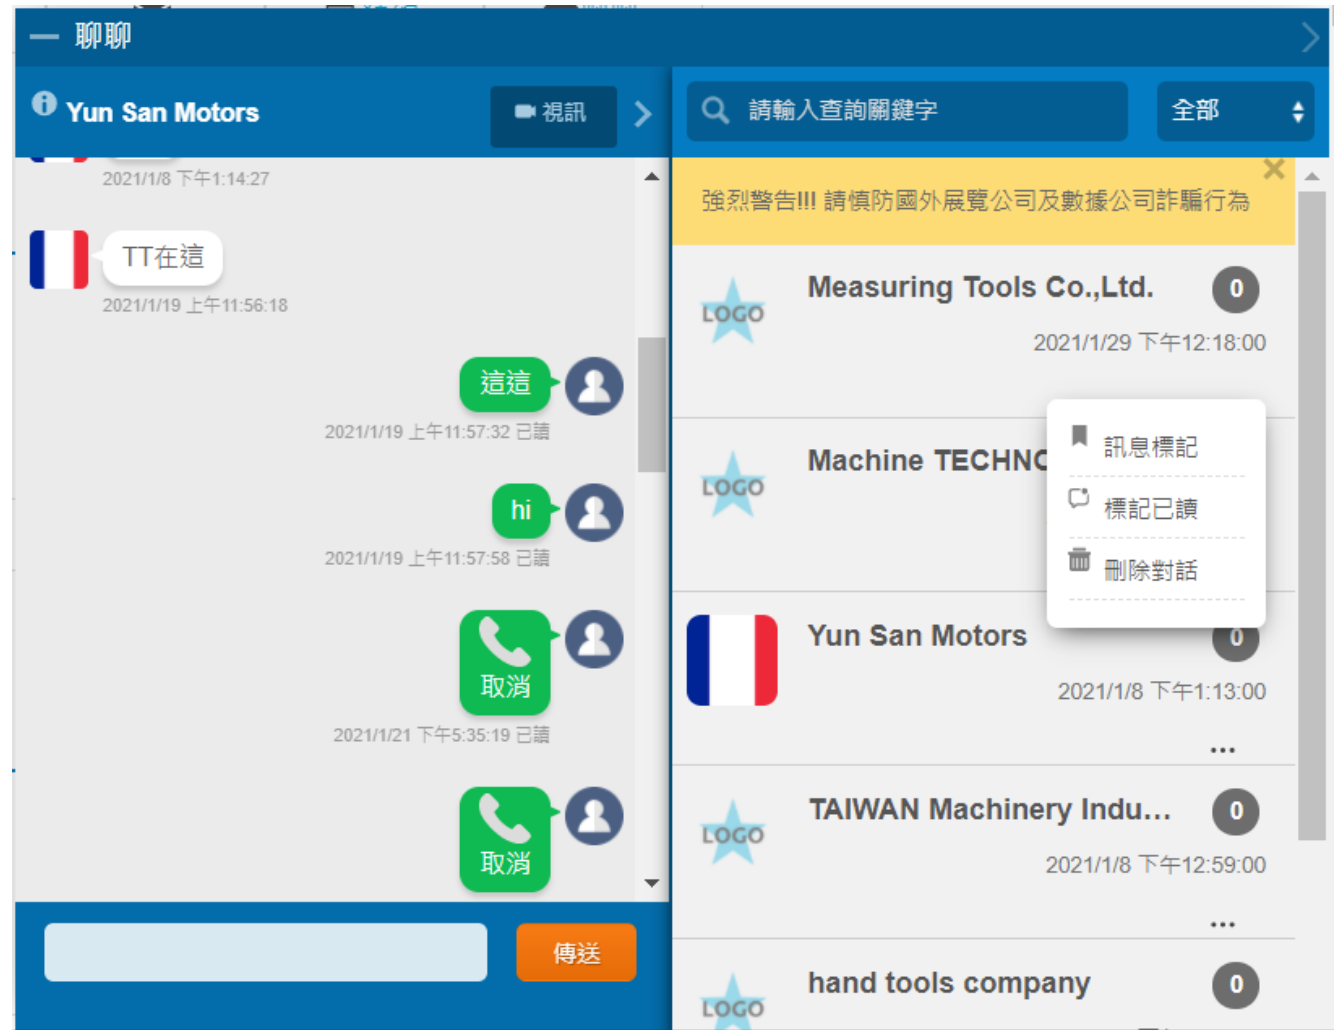 聊聊
Yun San Motors
視訊
2021/1/8 下午1:14:27
TT在這
2021/1/19 上午11:56:18
這這
2021/1/19 上午11:57:32 已讀
hi
2021/1/19 上午11:57:58 已讀
取消
2021/1/21 下午5:35:19 已讀
取消
傳送
請輸入查詢關鍵字
全部
強烈警告!!! 請慎防國外展覽公司及數據公司詐騙行為
LOGO
Measuring Tools Co.,Ltd.
0
2021/1/29 下午12:18:00
LOGO
Machine TECHNO
訊息標記
標記已讀
刪除對話
Yun San Motors
0
2021/1/8 下午1:13:00
...
LOGO
TAIWAN Machinery Indu...
0
2021/1/8 下午12:59:00
...
LOGO
hand tools company
0